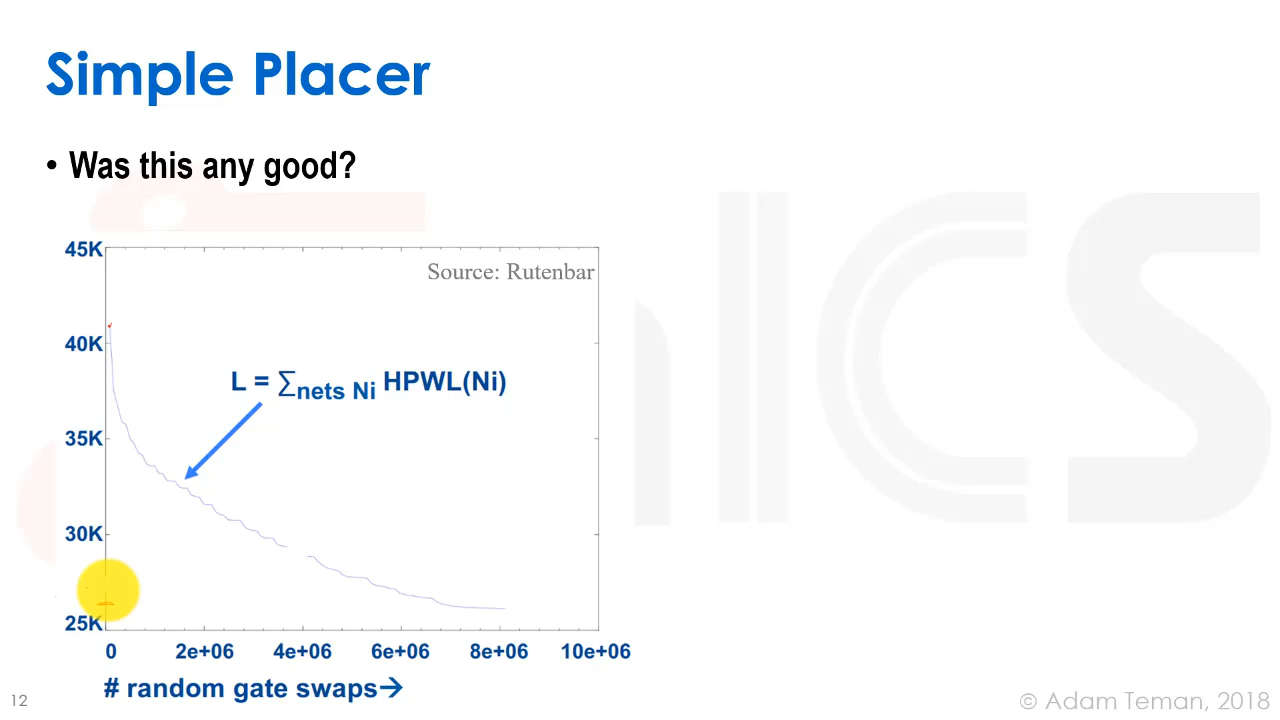 Simple Placer
• Was this any good?
45K
Source: Rutenbar
40K
L = ∑nets Ni HPWL(Ni)
35K
30K
25K
0 2e+06 4e+06 6e+06 8e+06 10e+06
# random gate swaps→
12
© Adam Teman, 2018